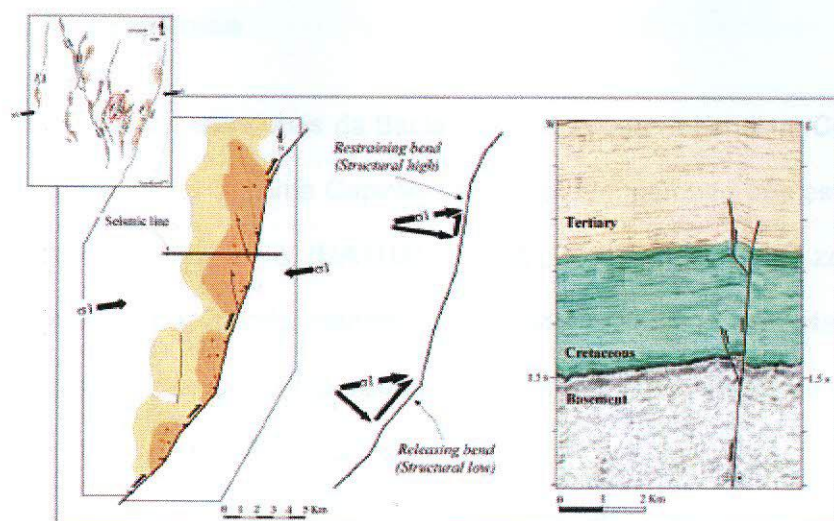 Restraining bend
(Structural high)
Seismic line
σ1
σ1
σ1
σ1
Releasing bend
(Structural low)
0 1 2 3 4 5 Km
E
Tertiary
Cretaceous
1.5 s
1.5 s
Basement
0 1 2 Km